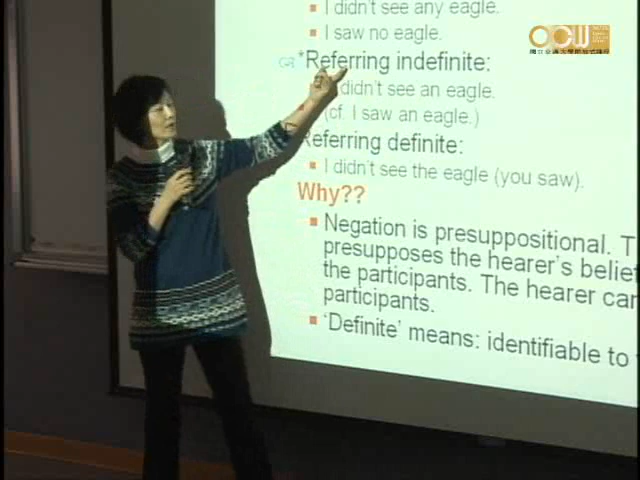 I didn't see any eagle.
I saw no eagle.
*Referring indefinite:
didn't see an eagle.
(cf. I saw an eagle.)
Referring definite:
I didn't see the eagle (you saw).
Why??
Negation is presuppositional. T
presupposes the hearer's belief
the participants. The hearer can
participants.
'Definite' means: identifiable to